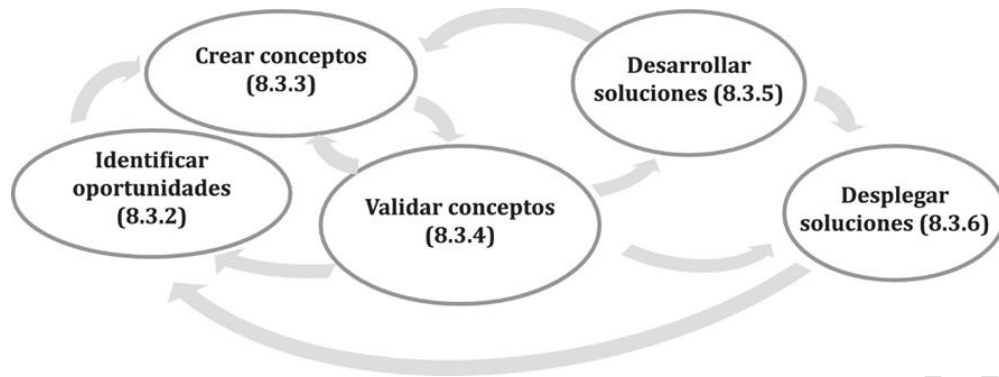 Crear conceptos
(8.3.3)
Desarrollar
soluciones (8.3.5)
Identificar
oportunidades
(8.3.2)
Validar conceptos
(8.3.4)
Desplegar
soluciones (8.3.6)